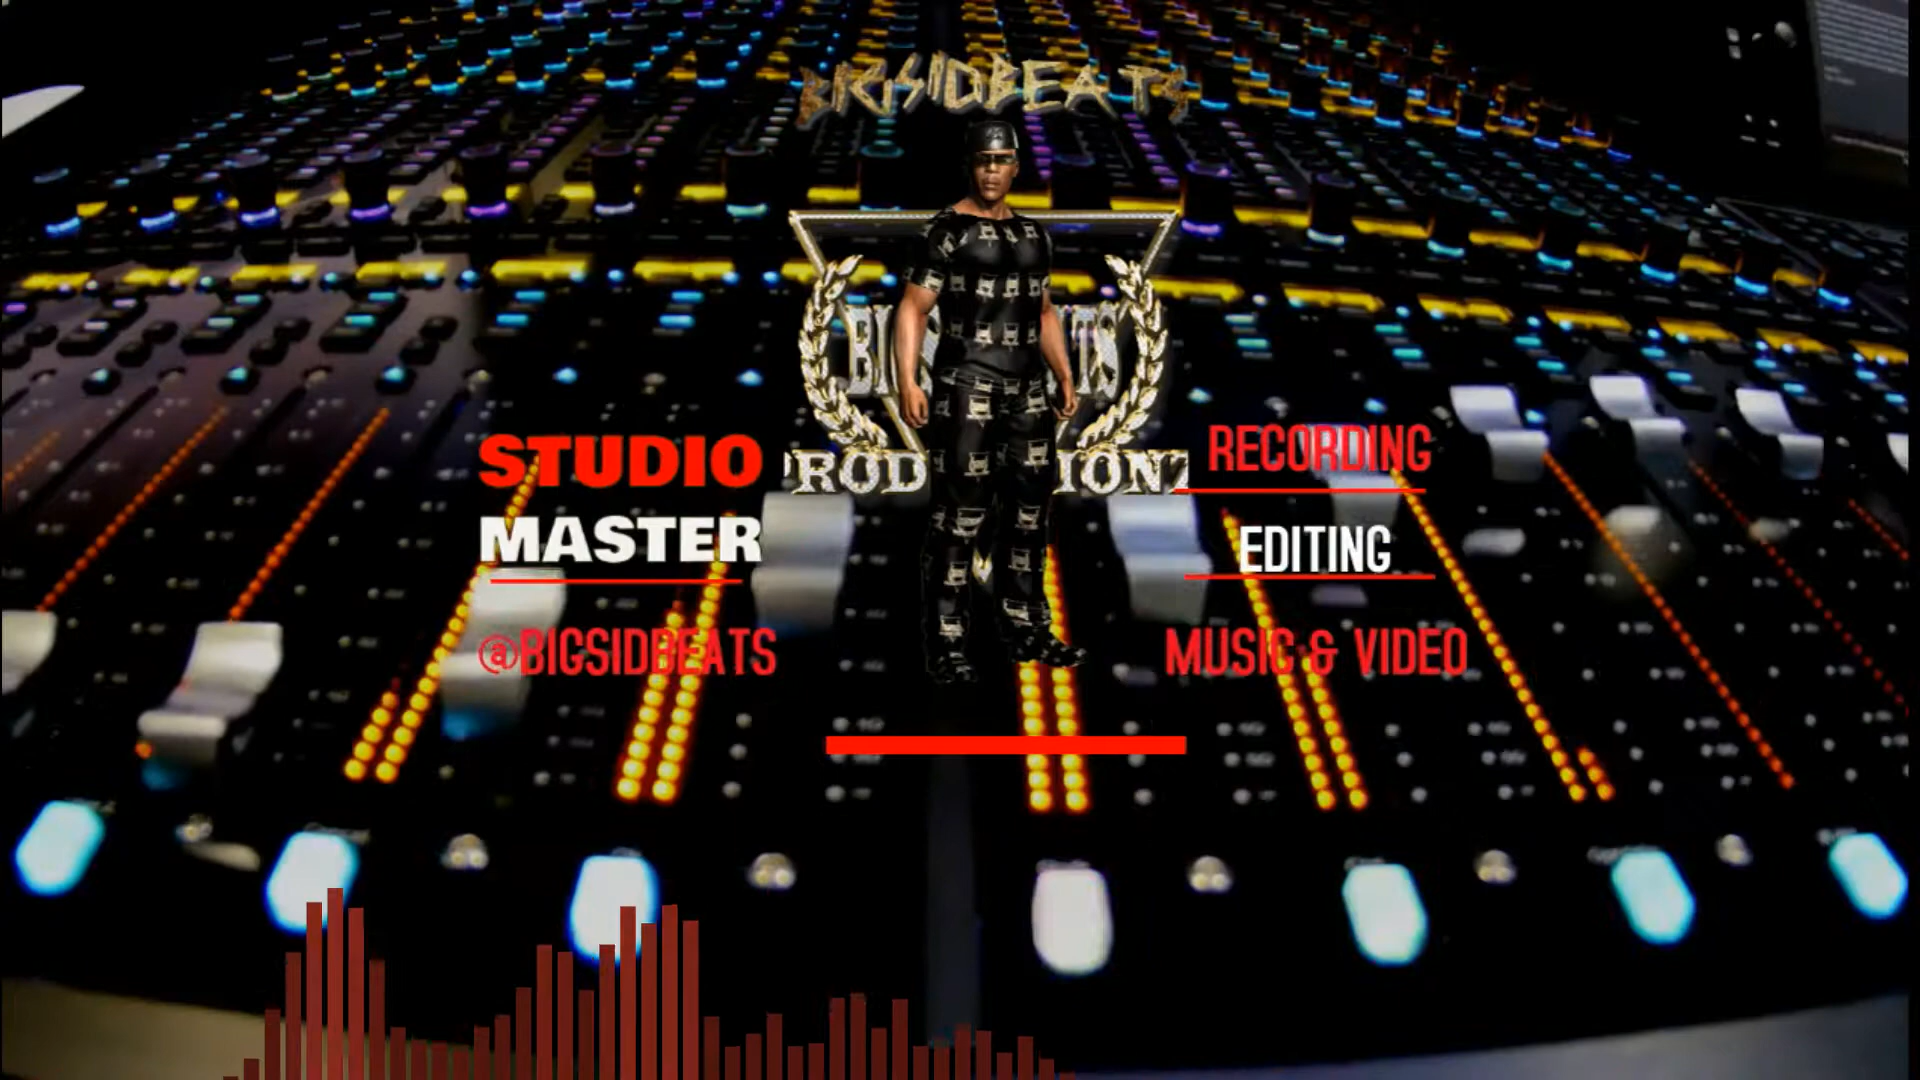 BIGSIDBEATS
STUDIO
MASTER
@BIGSIDBEATS
RECORDING
EDITING
MUSIC & VIDEO